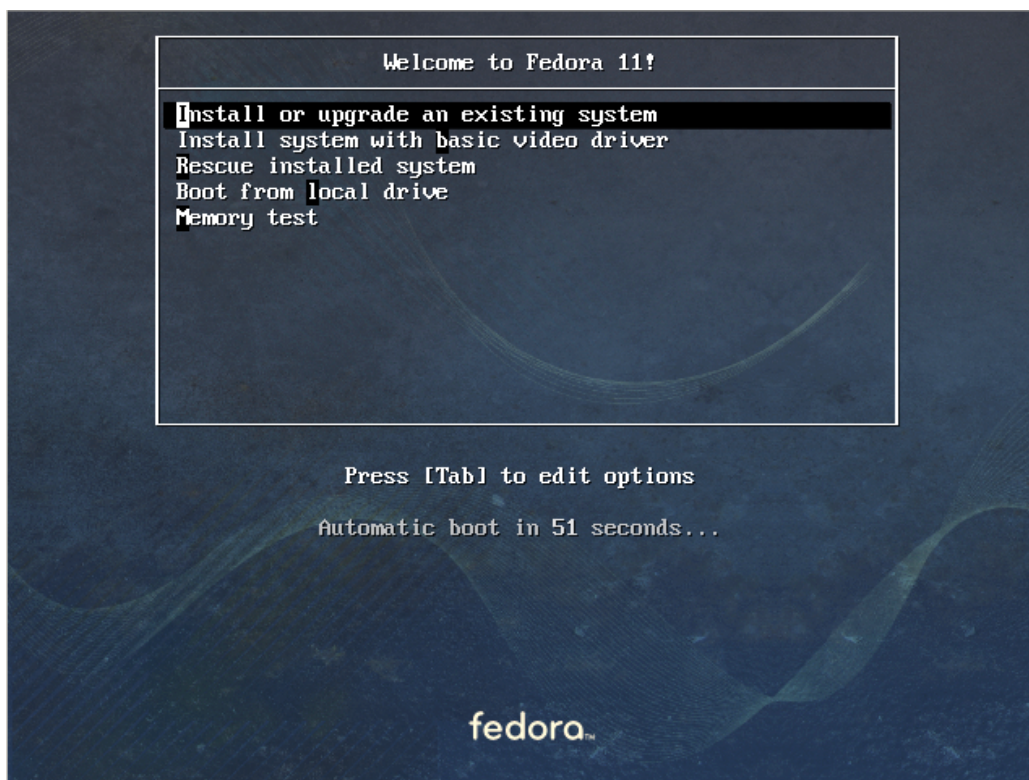 Welcome to Fedora 11!
Install or upgrade an existing system
Install system with basic video driver
Rescue installed system
Boot from local drive
Memory test
Press [Tab] to edit options
Automatic boot in 51 seconds...
fedora™